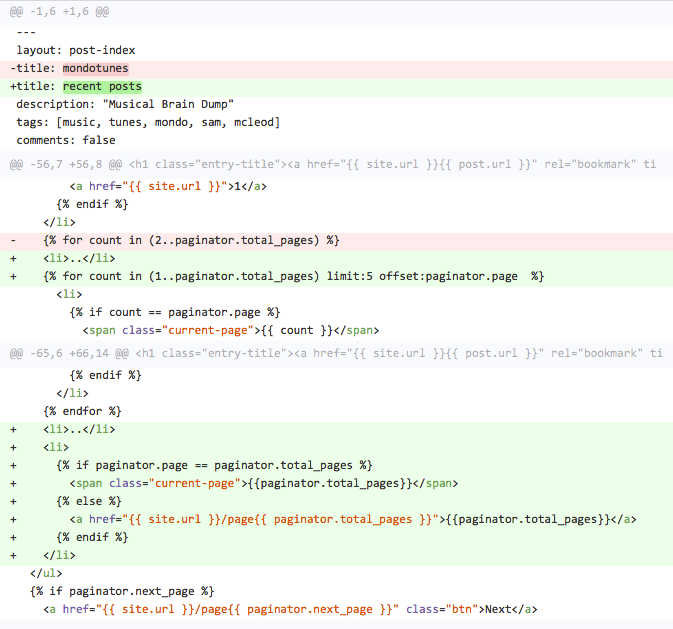 @@ -1,6 +1,6 @@
---
layout: post-index
-title: mondotunes
+title: recent posts
description: "Musical Brain Dump"
tags: [music, tunes, mondo, sam, mcleod]
comments: false
@@ -56,7 +56,8 @@ <h1 class="entry-title"><a href="{{ site.url }}{{ post.url }}" rel="bookmark" ti
<a href="{{ site.url }}">1</a>
{% endif %}
</li>
- {% for count in (2..paginator.total_pages) %}
+ <li>..</li>
+ {% for count in (1..paginator.total_pages) limit:5 offset:paginator.page  %}
<li>
{% if count == paginator.page %}
<span class="current-page">{{ count }}</span>
@@ -65,6 +66,14 @@ <h1 class="entry-title"><a href="{{ site.url }}{{ post.url }}" rel="bookmark" ti
{% endif %}
</li>
{% endfor %}
+ <li>..</li>
+ <li>
+ {% if paginator.page == paginator.total_pages %}
+ <span class="current-page">{{paginator.total_pages}}</span>
+ {% else %}
+ <a href="{{ site.url }}/page{{ paginator.total_pages }}">{{paginator.total_pages}}</a>
+ {% endif %}
+ </li>
</ul>
{% if paginator.next_page %}
<a href="{{ site.url }}/page{{ paginator.next_page }}" class="btn">Next</a>